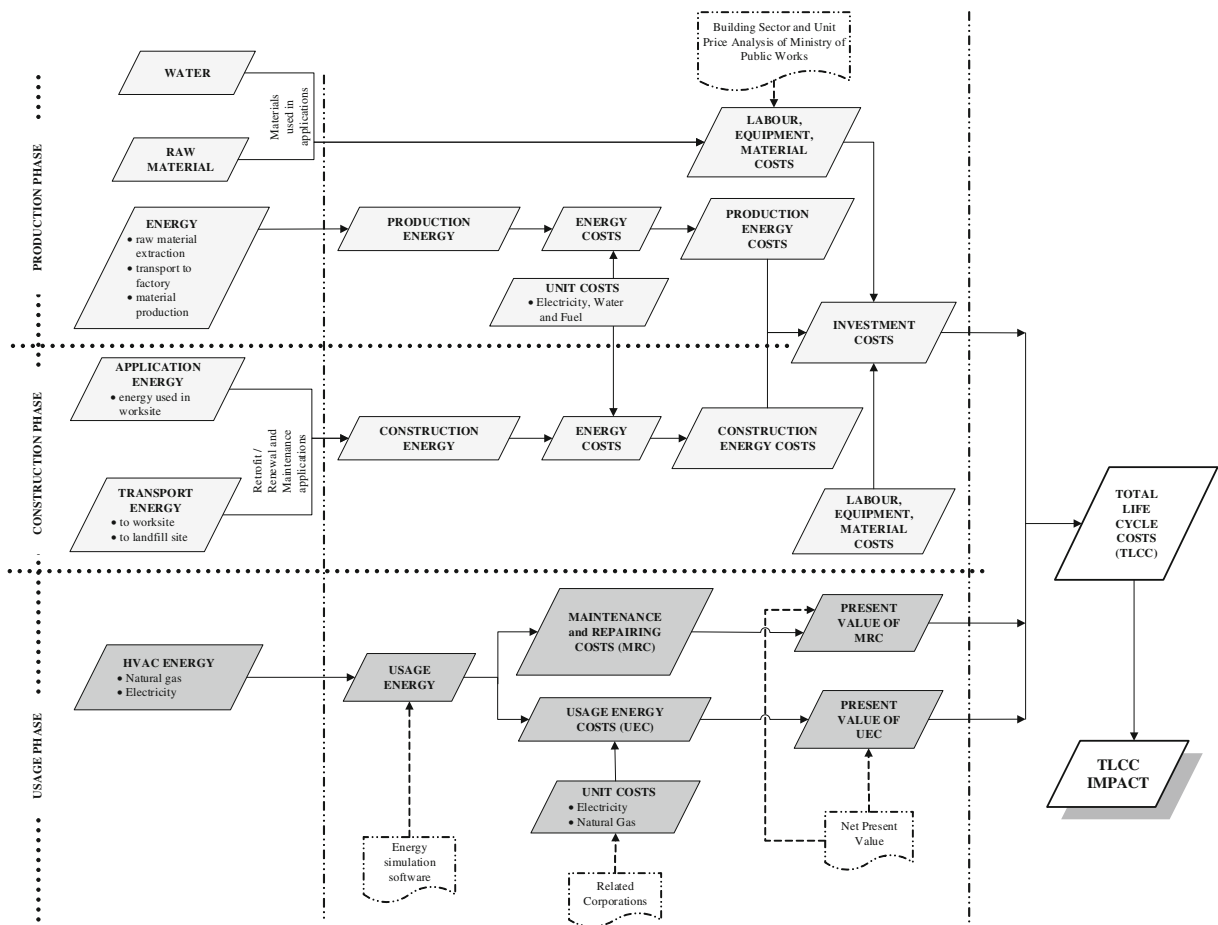 Building Sector and Unit
Price Analysis of Ministry of
Public Works
PRODUCTION PHASE
WATER
RAW
MATERIAL
Materials
used in
applications
LABOUR,
EQUIPMENT,
MATERIAL
COSTS
ENERGY
• raw material
extraction
• transport to
factory
• material
production
PRODUCTION
ENERGY
ENERGY
COSTS
PRODUCTION
ENERGY
COSTS
UNIT COSTS
• Electricity, Water
and Fuel
INVESTMENT
COSTS
CONSTRUCTION PHASE
APPLICATION
ENERGY
• energy used in
worksite
Retrofit /
Renewal and
Maintenance
applications
CONSTRUCTION
ENERGY
ENERGY
COSTS
CONSTRUCTION
ENERGY COSTS
TRANSPORT
ENERGY
• to worksite
• to landfill site
LABOUR,
EQUIPMENT,
MATERIAL
COSTS
TOTAL
LIFE
CYCLE
COSTS
(TLCC)
USAGE PHASE
HVAC ENERGY
• Natural gas
• Electricity
USAGE
ENERGY
MAINTENANCE
and REPAIRING
COSTS (MRC)
PRESENT
VALUE OF
MRC
USAGE ENERGY
COSTS (UEC)
PRESENT
VALUE OF
UEC
UNIT COSTS
• Electricity
• Natural Gas
TLCC
IMPACT
Energy
simulation
software
Related
Corporations
Net Present
Value